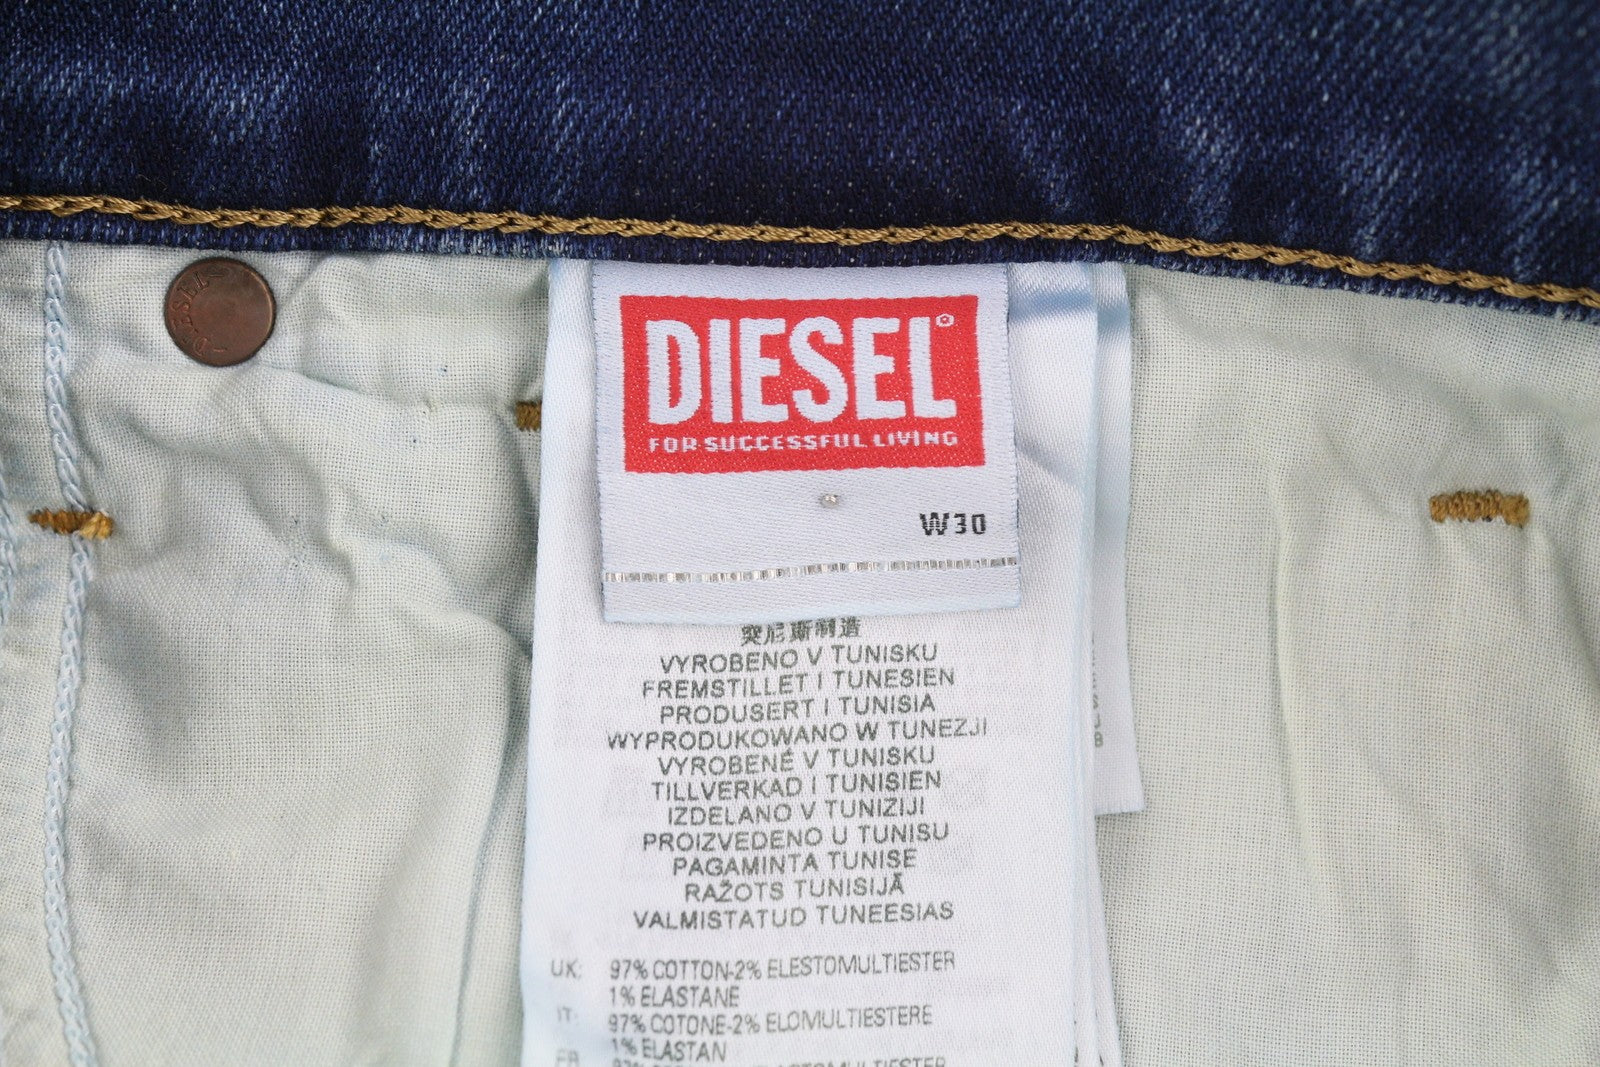 DIESEL
DIESEL®
FOR SUCCESSFUL LIVING
W30
突尼斯制造
VYROBENO V TUNISKU
FREMSTILLET I TUNESIEN
PRODUSERT I TUNISIA
WYPRODUKOWANO W TUNEZJI
VYROBENÉ V TUNISKU
TILLVERKAD I TUNISIEN
IZDELANO V TUNIZIJI
PROIZVEDENO U TUNISU
PAGAMINTA TUNISE
RAŽOTS TUNISIJĀ
VALMISTATUD TUNEESIAS
UK: 97% COTTON-2% ELESTOMULTIESTER
1% ELASTANE
IT: 97% COTONE-2% ELOMULTIESTERE
1% ELASTAN